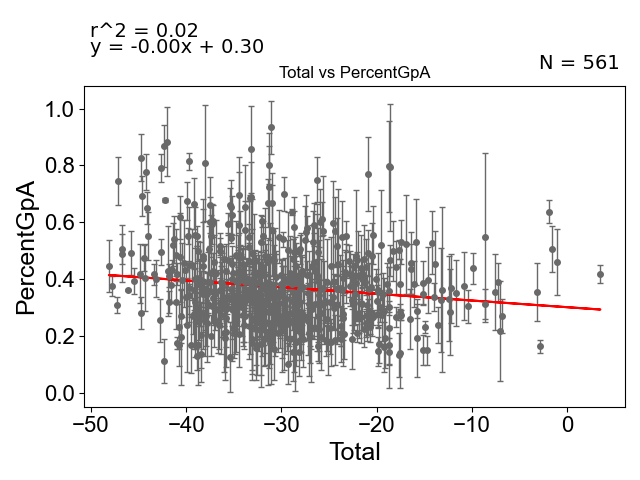 r^2 = 0.02
y = -0.00x + 0.30
N = 561
Total vs PercentGpA
PercentGpA
1.0
0.8
0.6
0.4
0.2
0.0
−50 −40 −30 −20 −10 0
Total